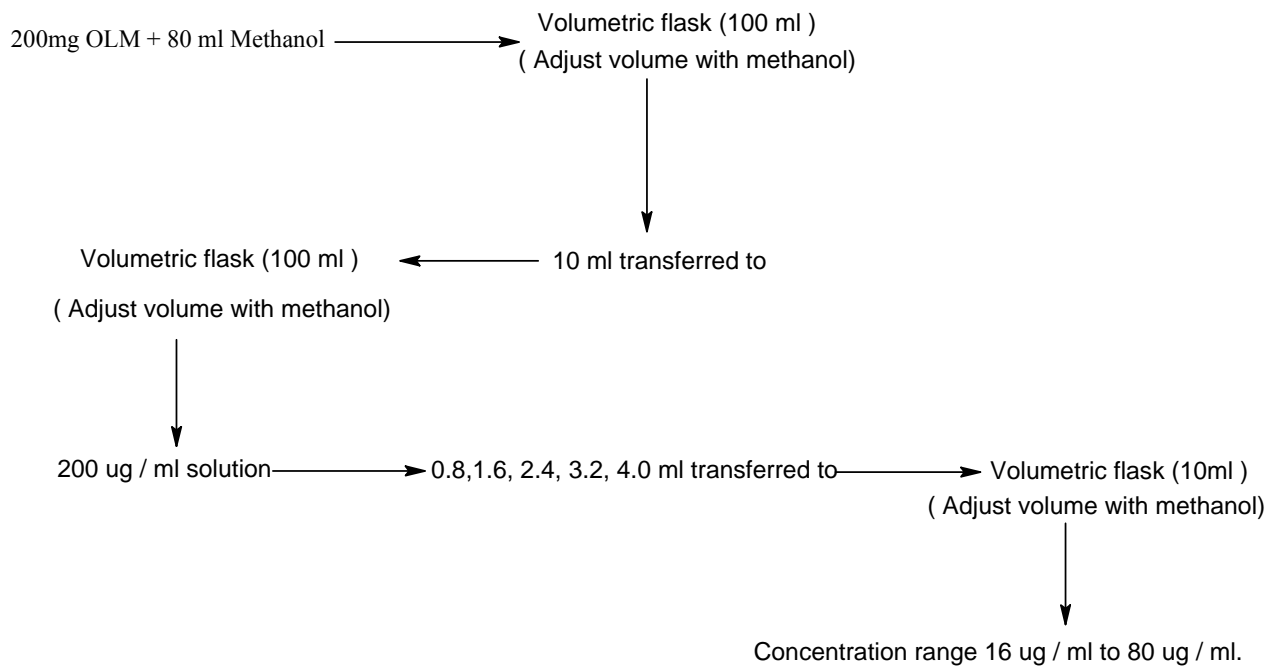 200mg OLM + 80 ml Methanol
Volumetric flask (100 ml )
( Adjust volume with methanol)
10 ml transferred to
Volumetric flask (100 ml )
( Adjust volume with methanol)
200 ug / ml solution
0.8,1.6, 2.4, 3.2, 4.0 ml transferred to
Volumetric flask (10ml )
( Adjust volume with methanol)
Concentration range 16 ug / ml to 80 ug / ml.